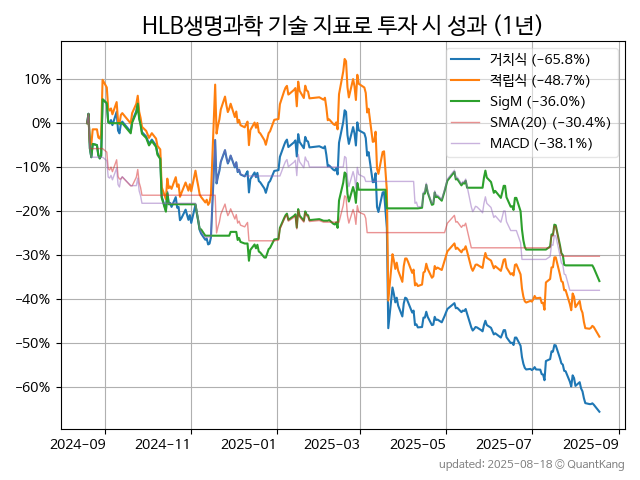 HLB생명과학 기술 지표로 투자 시 성과 (1년)
거치식 (−65.8%)
적립식 (−48.7%)
SigM (−36.0%)
SMA(20) (−30.4%)
MACD (−38.1%)
10%
0%
−10%
−20%
−30%
−40%
−50%
−60%
2024-09 2024-11 2025-01 2025-03 2025-05 2025-07 2025-09
updated: 2025-08-18 © QuantKang